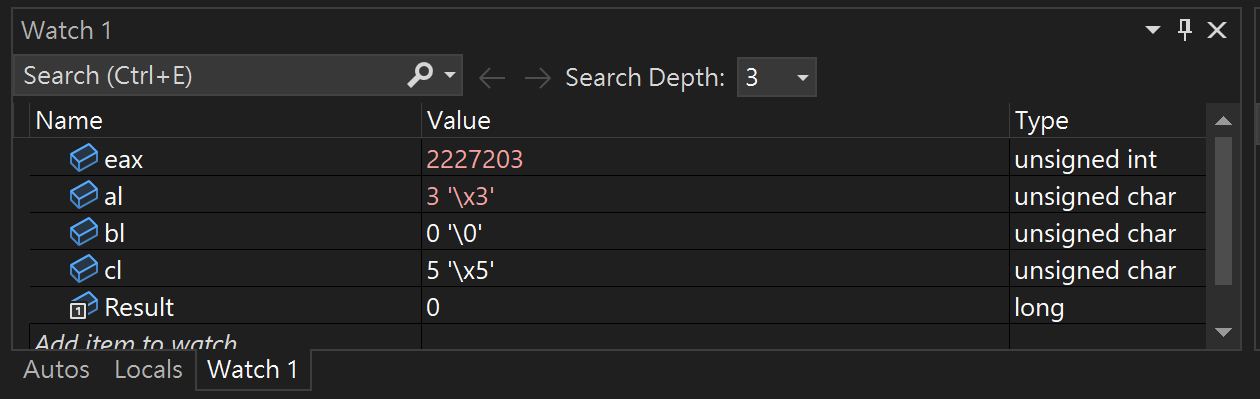 Watch 1
Search (Ctrl+E) Search Depth: 3
Name Value Type
eax 2227203 unsigned int
al 3 '\x3' unsigned char
bl 0 '\0' unsigned char
cl 5 '\x5' unsigned char
1 Result 0 long
Add item to watch
Autos Locals Watch 1